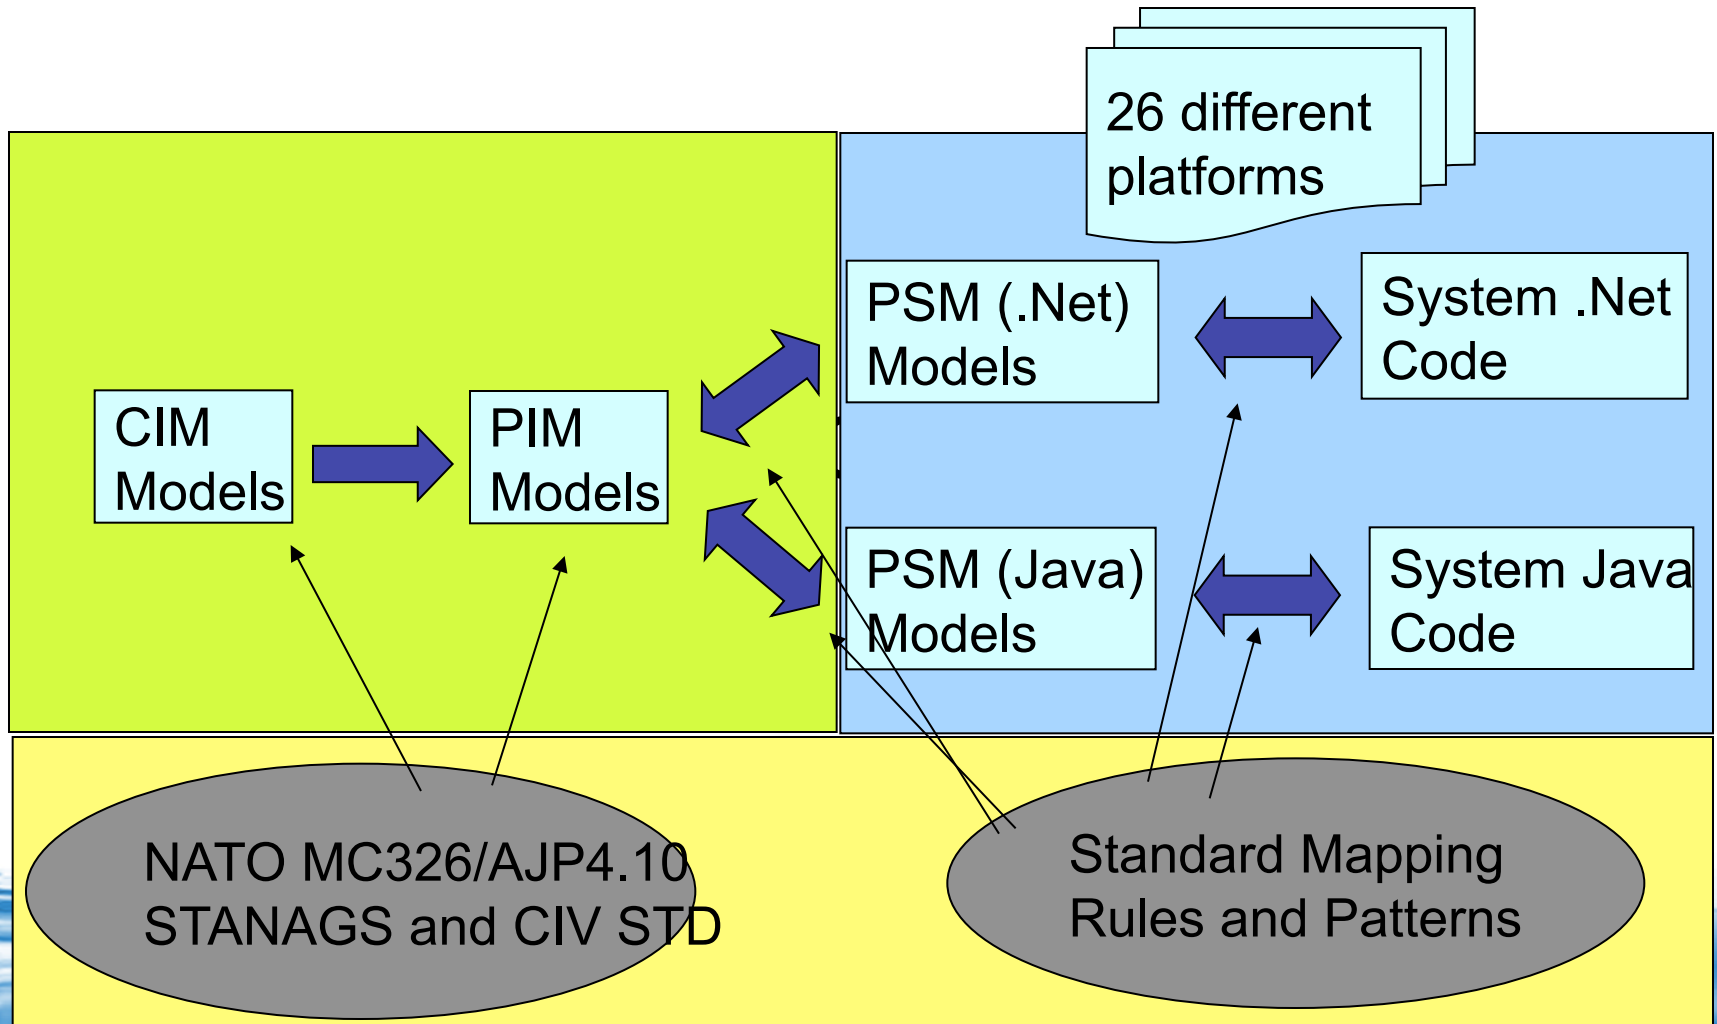 26 different
platforms
PSM (.Net)
Models
System .Net
Code
CIM
Models
PIM
Models
PSM (Java)
Models
System Java
Code
NATO MC326/AJP4.10
STANAGS and CIV STD
Standard Mapping
Rules and Patterns